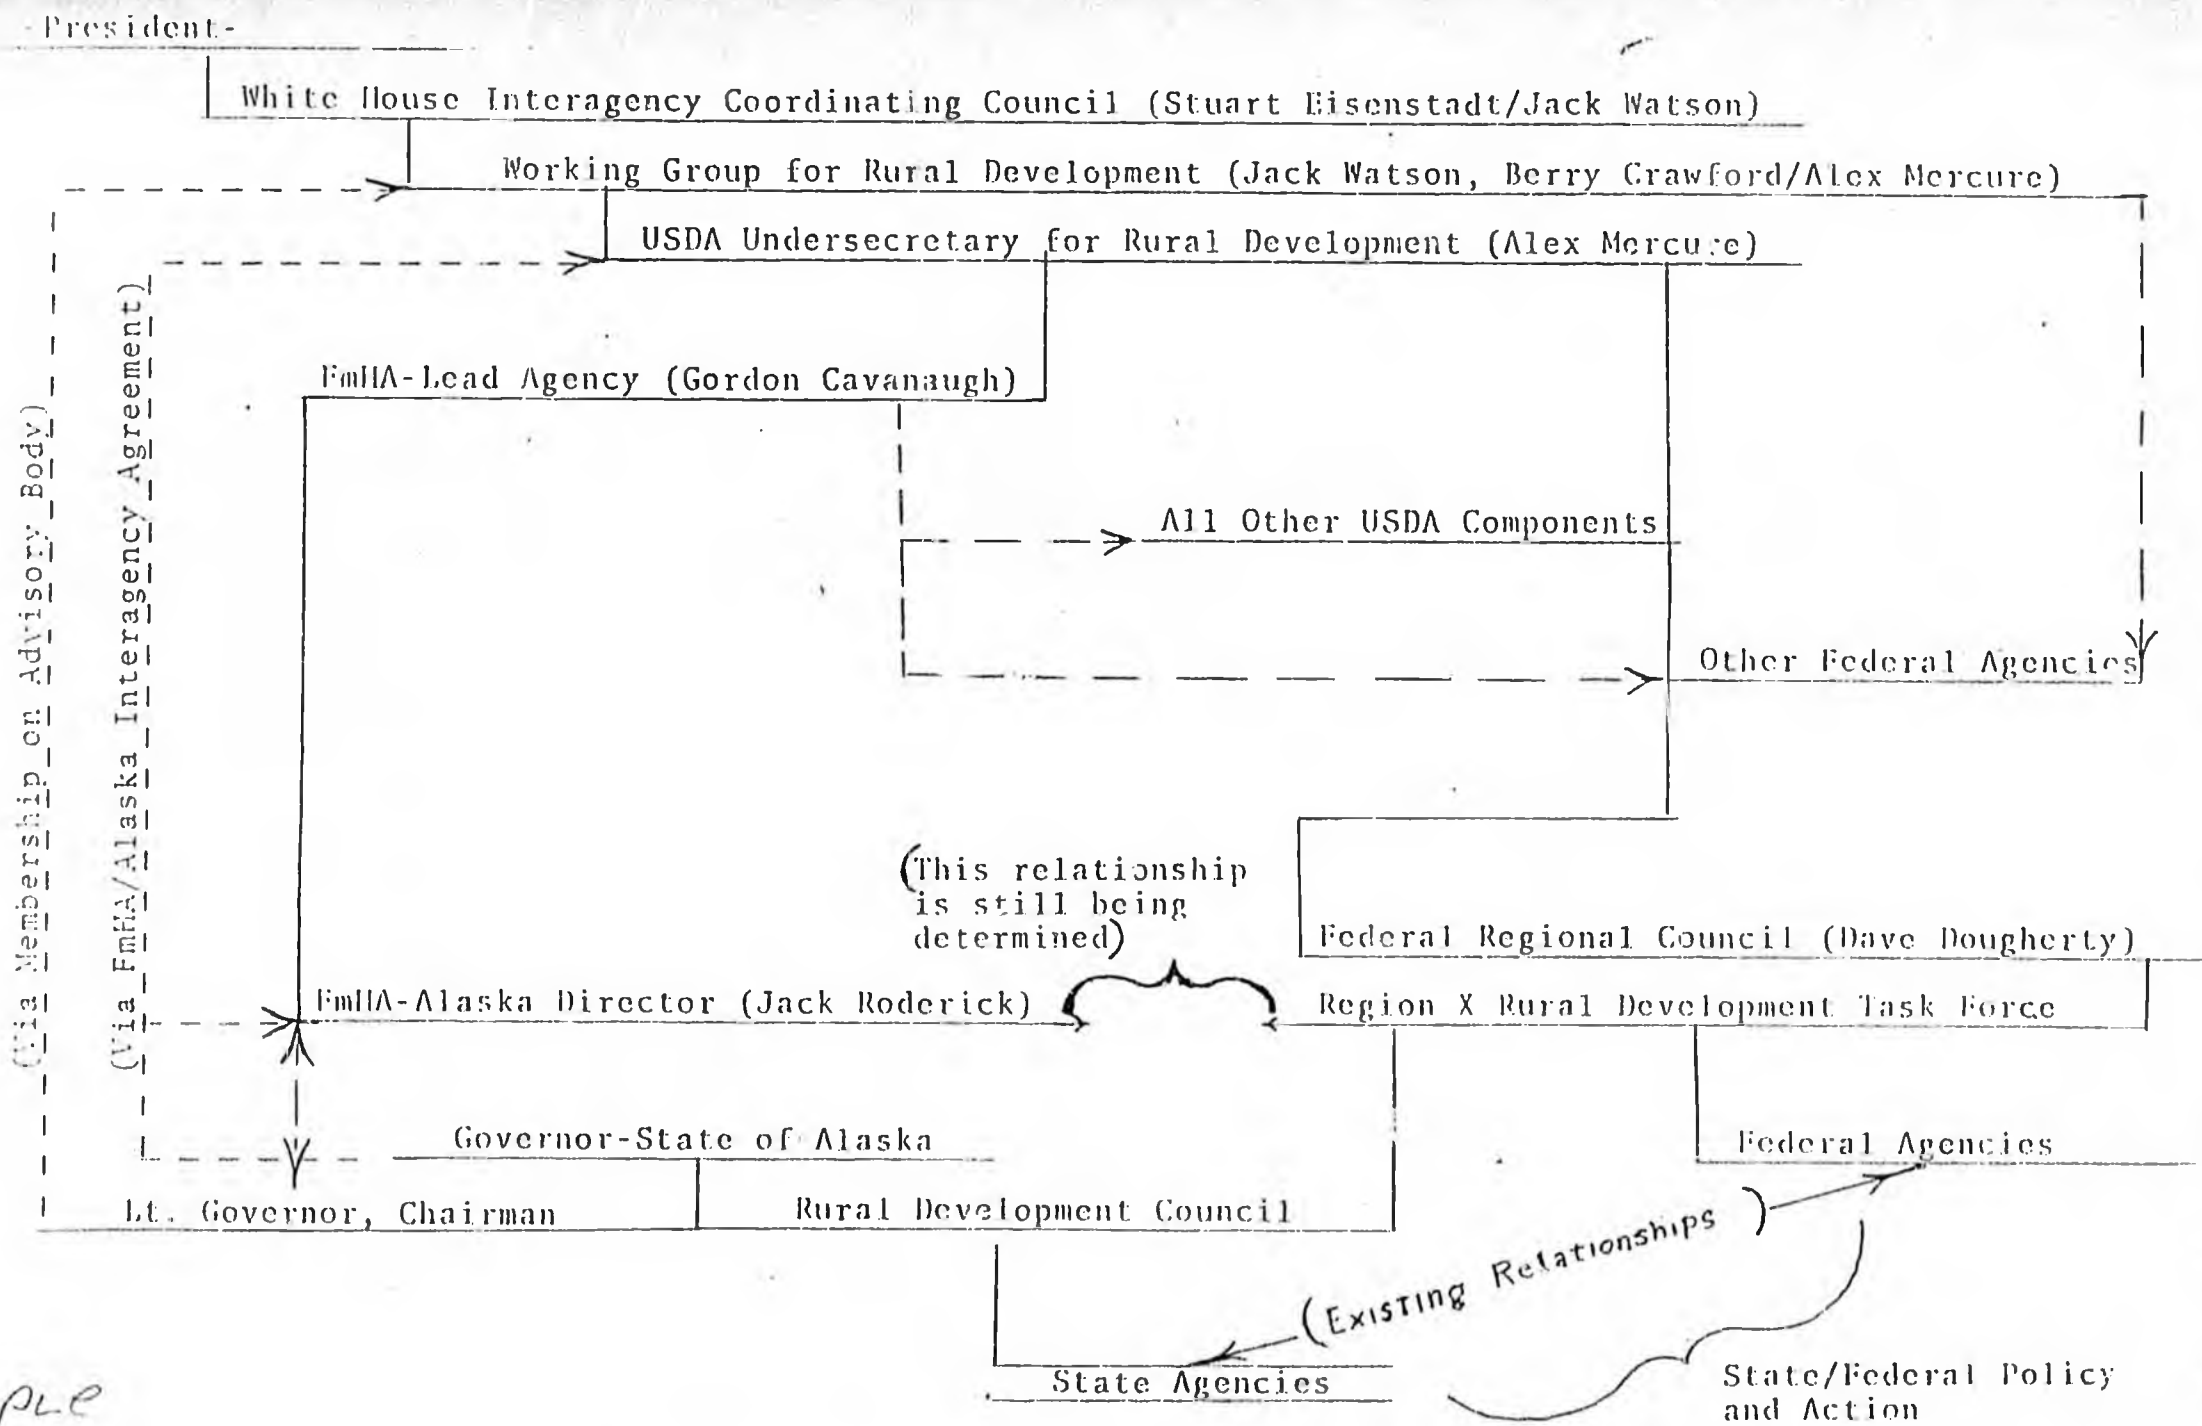 -President-
White House Interagency Coordinating Council (Stuart Eisenstadt/Jack Watson)
Working Group for Rural Development (Jack Watson, Berry Crawford/Alex Mercure)
USDA Undersecretary for Rural Development (Alex Mercure)
(Via Membership on Advisory Body)
(Via FmHA/Alaska Interagency Agreement)
FmHA-Lead Agency (Gordon Cavanaugh)
All Other USDA Components
Other Federal Agencies
(This relationship
is still being
determined)
Federal Regional Council (Dave Dougherty)
FmHA-Alaska Director (Jack Roderick)
Region X Rural Development Task Force
Governor-State of Alaska
Federal Agencies
Lt. Governor, Chairman
Rural Development Council
(Existing Relationships)
State Agencies
State/Federal Policy
and Action